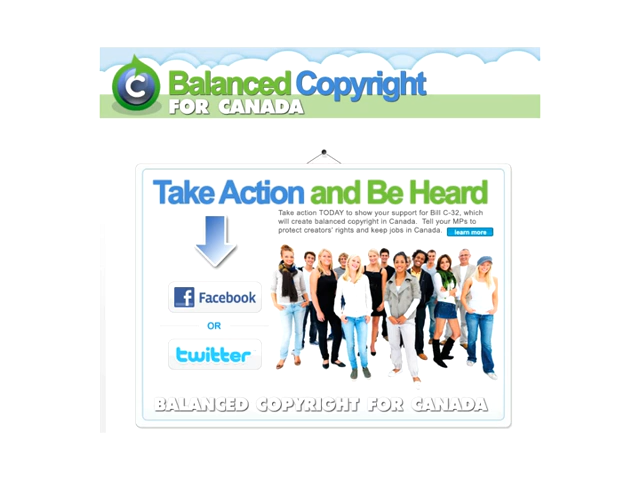 C
Balanced Copyright
FOR CANADA
Take Action and Be Heard
Take action TODAY to show your support for Bill C-32, which
will create balanced copyright in Canada. Tell your MPs to
protect creators' rights and keep jobs in Canada. learn more
f Facebook
OR
twitter
BALANCED COPYRIGHT FOR CANADA